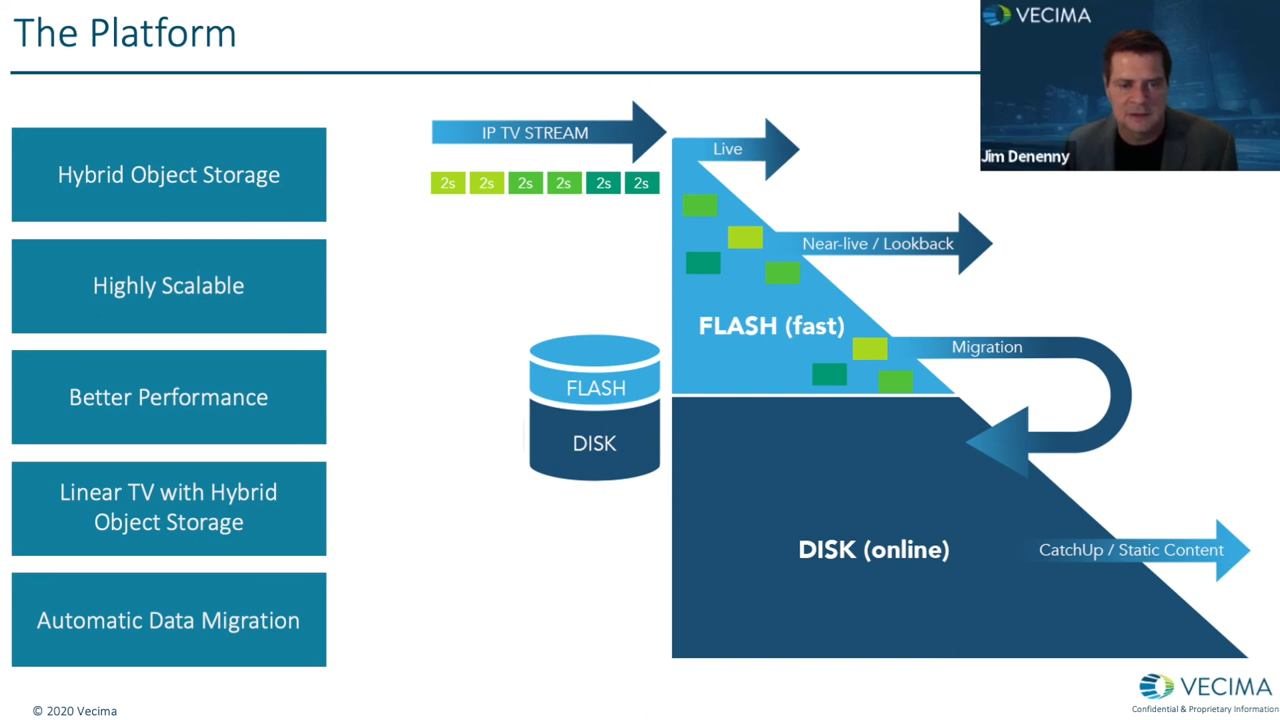 The Platform
VECIMA
Jim Denenny
Hybrid Object Storage
Highly Scalable
Better Performance
Linear TV with Hybrid
Object Storage
Automatic Data Migration
IP TV STREAM
2s 2s 2s 2s 2s 2s
Live
Near-live / Lookback
FLASH (fast)
Migration
FLASH
DISK
DISK (online)
CatchUp / Static Content
© 2020 Vecima
VECIMA
Confidential & Proprietary Information